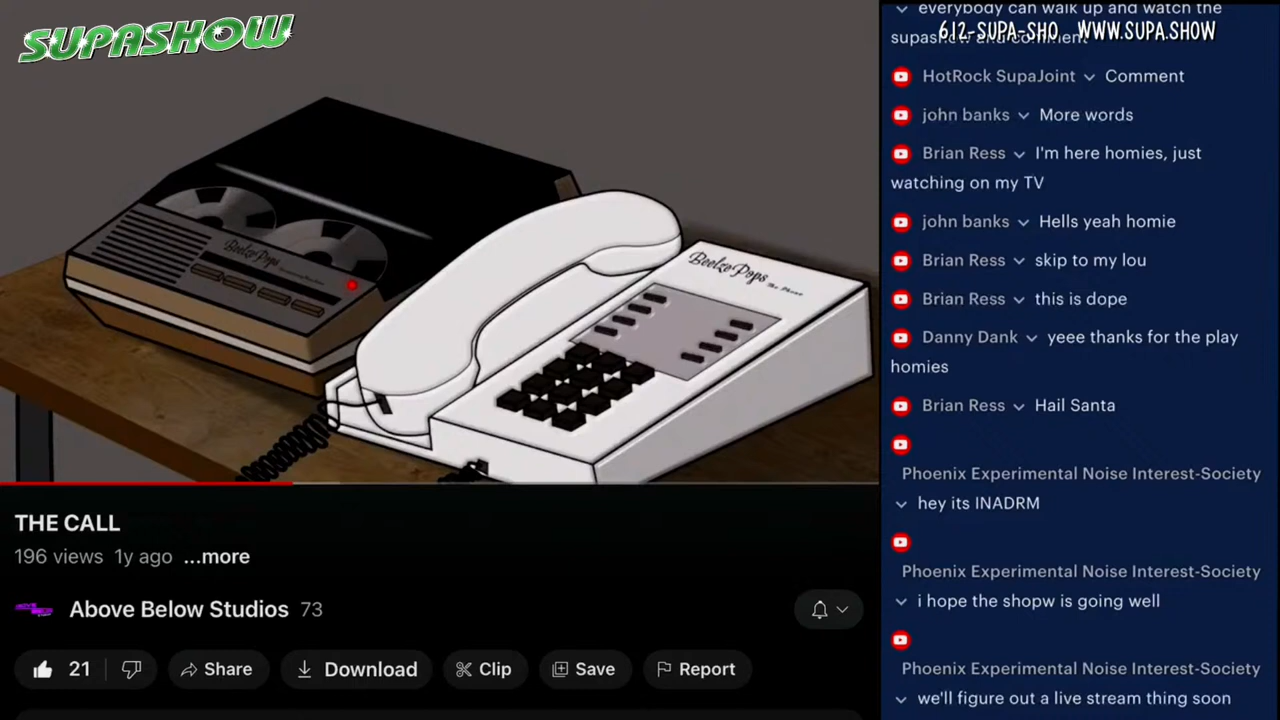 SUPASHOW
BeelzePops
BeelzePops
The Phone
THE CALL
196 views 1y ago ...more
Above Below Studios 73
21 Share Download Clip Save Report
everybody can walk up and watch the
supashow and comment
612-SUPA-SHO WWW.SUPA.SHOW
HotRock SupaJoint Comment
john banks More words
Brian Ress I'm here homies, just
watching on my TV
john banks Hells yeah homie
Brian Ress skip to my lou
Brian Ress this is dope
Danny Dank yeee thanks for the play
homies
Brian Ress Hail Santa
Phoenix Experimental Noise Interest-Society
hey its INADRM
Phoenix Experimental Noise Interest-Society
i hope the shopw is going well
Phoenix Experimental Noise Interest-Society
we'll figure out a live stream thing soon